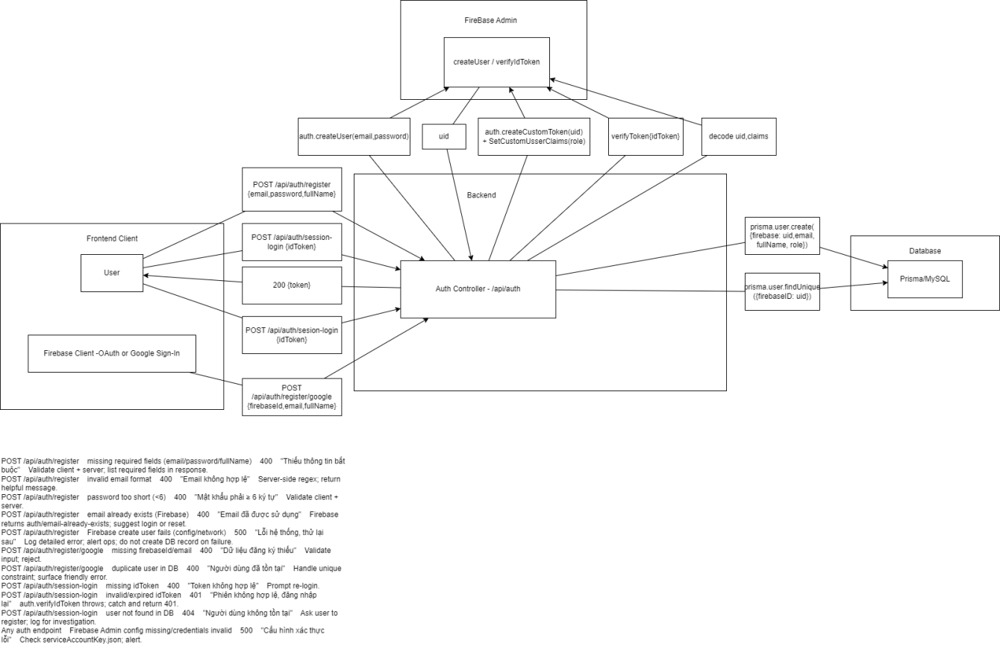 FireBase Admin
createUser / verifyIdToken
auth.createUser(email,password)
uid
auth.createCustomToken(uid)
+ SetCustomUsserClaims(role)
verifyToken{idToken}
decode uid,claims
POST /api/auth/register
{email,password,fullName}
Backend
Frontend Client
User
POST /api/auth/session-
login {idToken}
200 {token}
POST /api/auth/sesion-login
{idToken}
Firebase Client -OAuth or Google Sign-In
POST
/api/auth/register/google
{firebaseId,email,fullName}
Auth Controller - /api/auth
prisma.user.create(
{firebase: uid,email,
fullName, role})
prisma.user.findUnique
({firebaseID: uid})
Database
Prisma/MySQL
POST /api/auth/register missing required fields (email/password/fullName) 400 "Thiếu thông tin bắt
buộc" Validate client + server; list required fields in response.
POST /api/auth/register invalid email format 400 "Email không hợp lệ" Server-side regex; return
helpful message.
POST /api/auth/register password too short (<6) 400 "Mật khẩu phải ≥ 6 ký tự" Validate client +
server.
POST /api/auth/register email already exists (Firebase) 400 "Email đã được sử dụng" Firebase
returns auth/email-already-exists; suggest login or reset.
POST /api/auth/register Firebase create user fails (config/network) 500 "Lỗi hệ thống, thử lại
sau" Log detailed error; alert ops; do not create DB record on failure.
POST /api/auth/register/google missing firebaseId/email 400 "Dữ liệu đăng ký thiếu" Validate
input; reject.
POST /api/auth/register/google duplicate user in DB 400 "Người dùng đã tồn tại" Handle unique
constraint; surface friendly error.
POST /api/auth/session-login missing idToken 400 "Token không hợp lệ" Prompt re-login.
POST /api/auth/session-login invalid/expired idToken 401 "Phiên không hợp lệ, đăng nhập
lại" auth.verifyIdToken throws; catch and return 401.
POST /api/auth/session-login user not found in DB 404 "Người dùng không tồn tại" Ask user to
register; log for investigation.
Any auth endpoint Firebase Admin config missing/credentials invalid 500 "Cấu hình xác thực
lỗi" Check serviceAccountKey.json; alert.